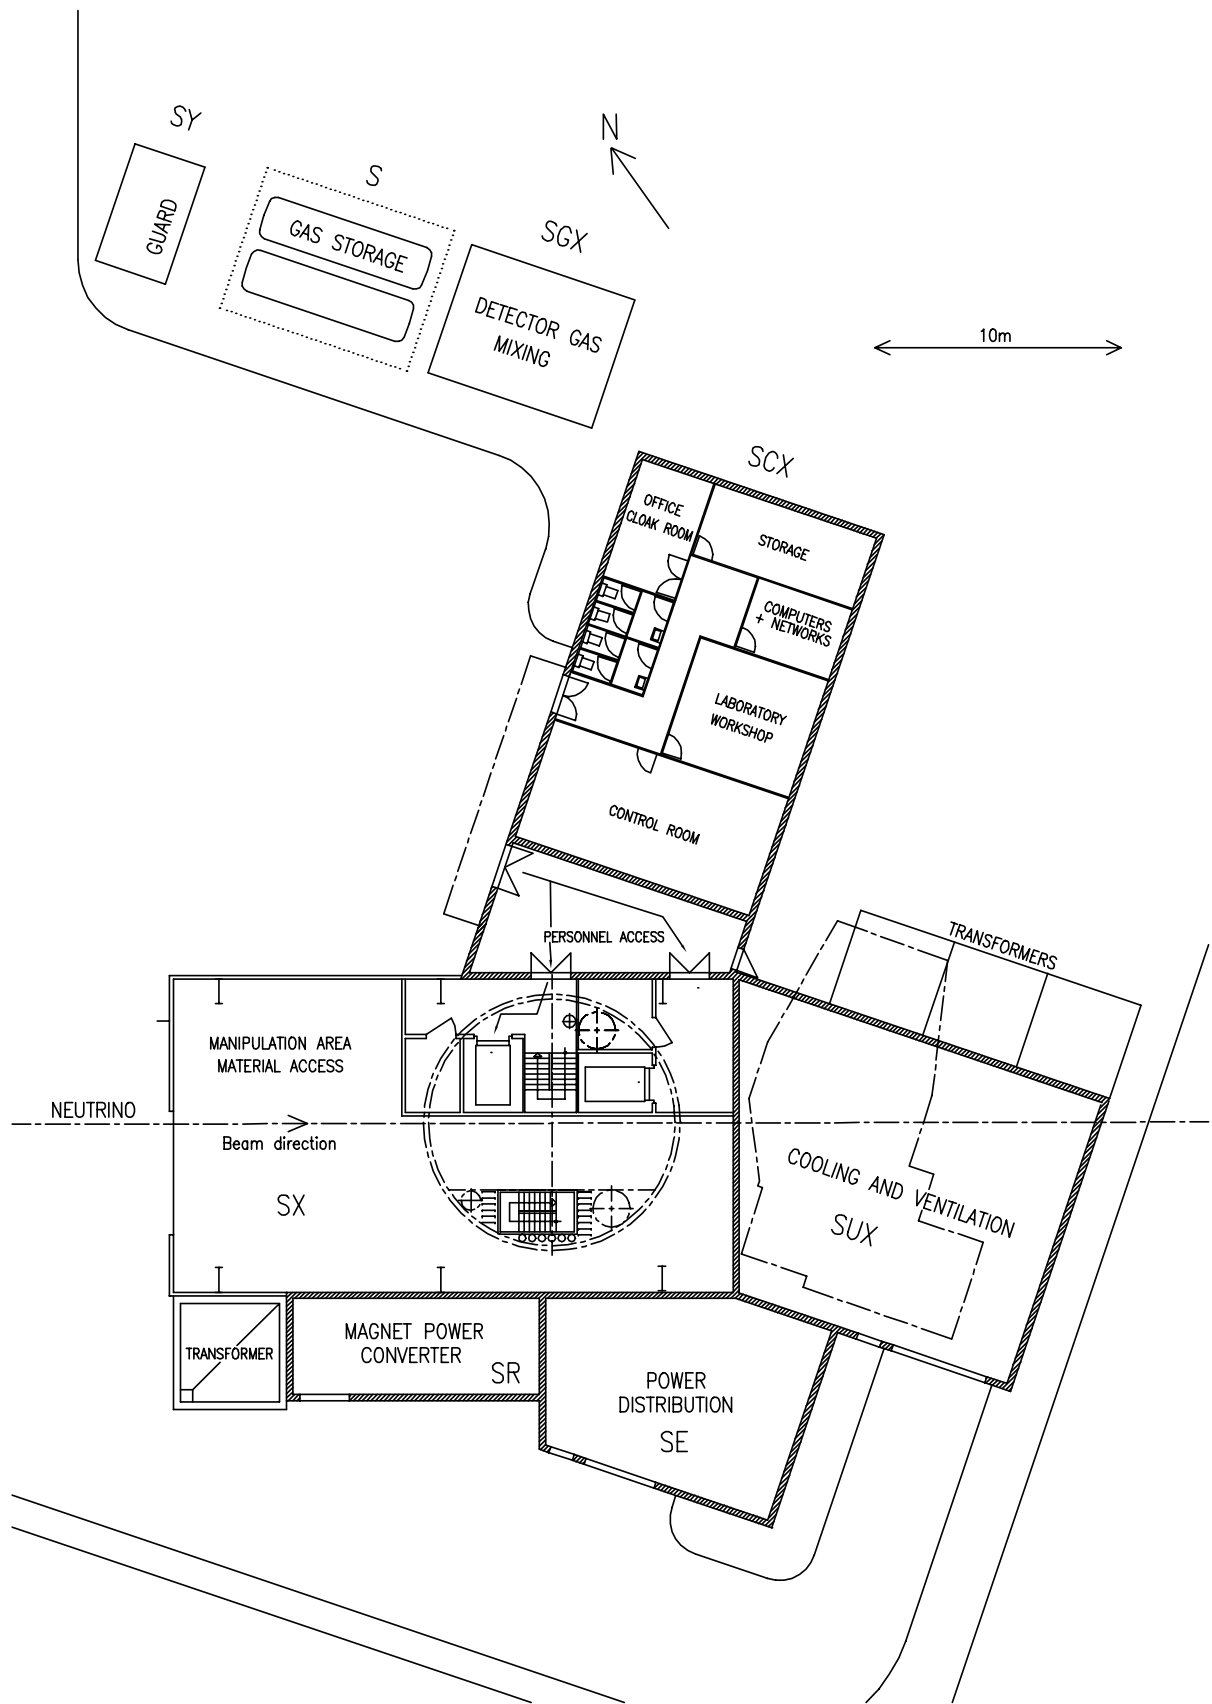 SY
S
N
GUARD
GAS STORAGE
SGX
DETECTOR GAS
MIXING
10m
SCX
OFFICE
CLOAK ROOM
STORAGE
COMPUTERS
+ NETWORKS
LABORATORY
WORKSHOP
CONTROL ROOM
PERSONNEL ACCESS
TRANSFORMERS
MANIPULATION AREA
MATERIAL ACCESS
NEUTRINO
Beam direction
SX
COOLING AND VENTILATION
SUX
TRANSFORMER
MAGNET POWER
CONVERTER
SR
POWER
DISTRIBUTION
SE